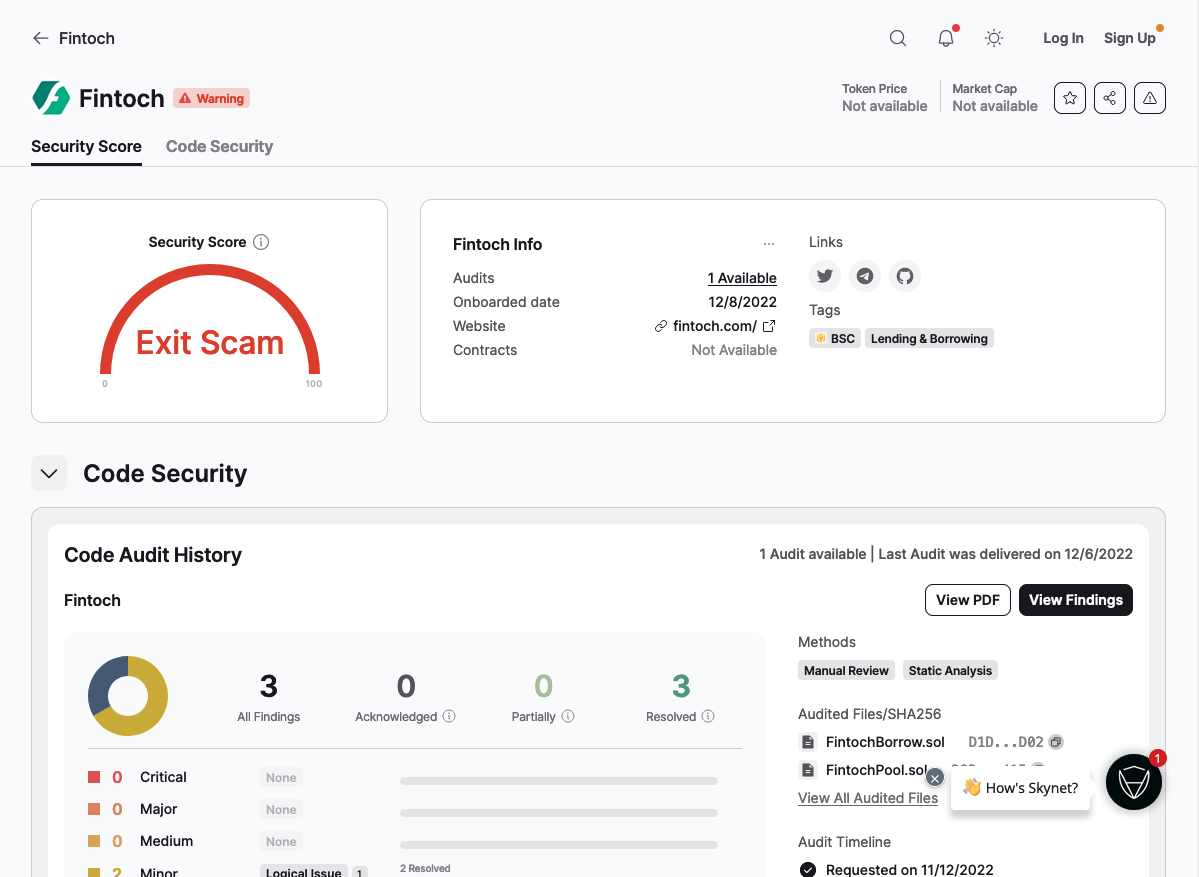 Fintoch
Log In
Sign Up
Fintoch
Warning
Token Price
Not available
Market Cap
Not available
Security Score
Code Security
Security Score
Exit Scam
0
100
Fintoch Info
...
Audits
1 Available
Onboarded date
12/8/2022
Website
fintoch.com/
Contracts
Not Available
Links
Tags
BSC
Lending & Borrowing
Code Security
Code Audit History
1 Audit available | Last Audit was delivered on 12/6/2022
Fintoch
View PDF
View Findings
3
All Findings
0
Acknowledged
0
Partially
3
Resolved
0 Critical None
0 Major None
0 Medium None
2 Minor Logical Issue 1
2 Resolved
Methods
Manual Review
Static Analysis
Audited Files/SHA256
FintochBorrow.sol D1D...D02
FintochPool.sol
View All Audited Files
👋 How's Skynet?
1
Audit Timeline
Requested on 11/12/2022